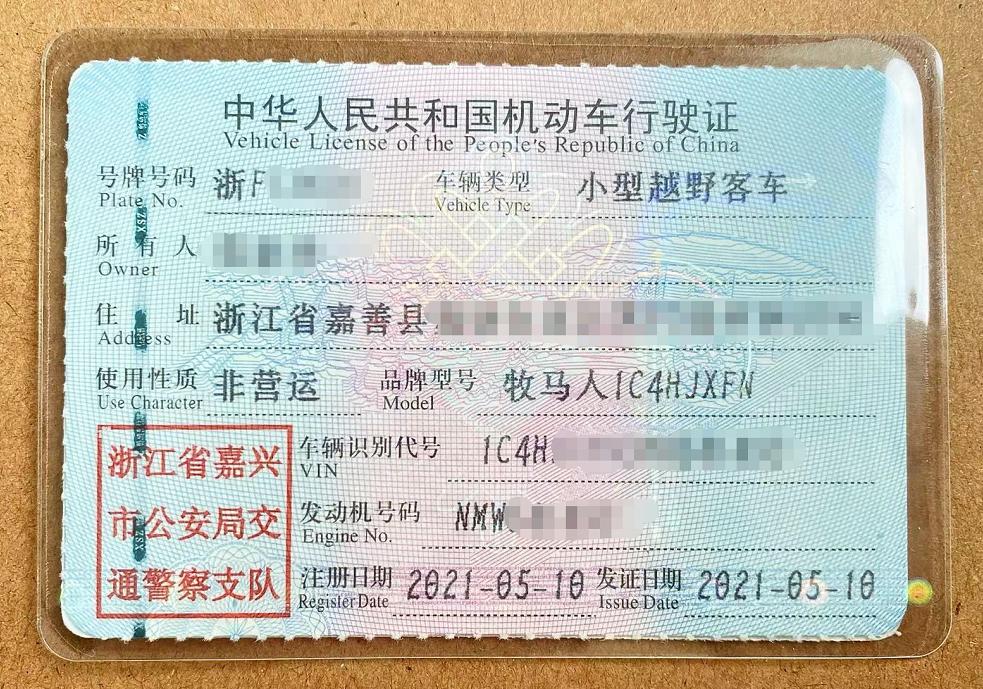 中华人民共和国机动车行驶证
Vehicle License of the People's Republic of China
号牌号码 浙F 车辆类型 小型越野客车
Plate No. Vehicle Type
所有人
Owner
住址 浙江省嘉善县
Address
使用性质 非营运 品牌型号 牧马人1C4HJXFN
Use Character Model
浙江省嘉兴
市公安局交
通警察支队
车辆识别代号 1C4H
VIN
发动机号码 NMW
Engine No.
注册日期 2021-05-10 发证日期 2021-05-10
Register Date Issue Date